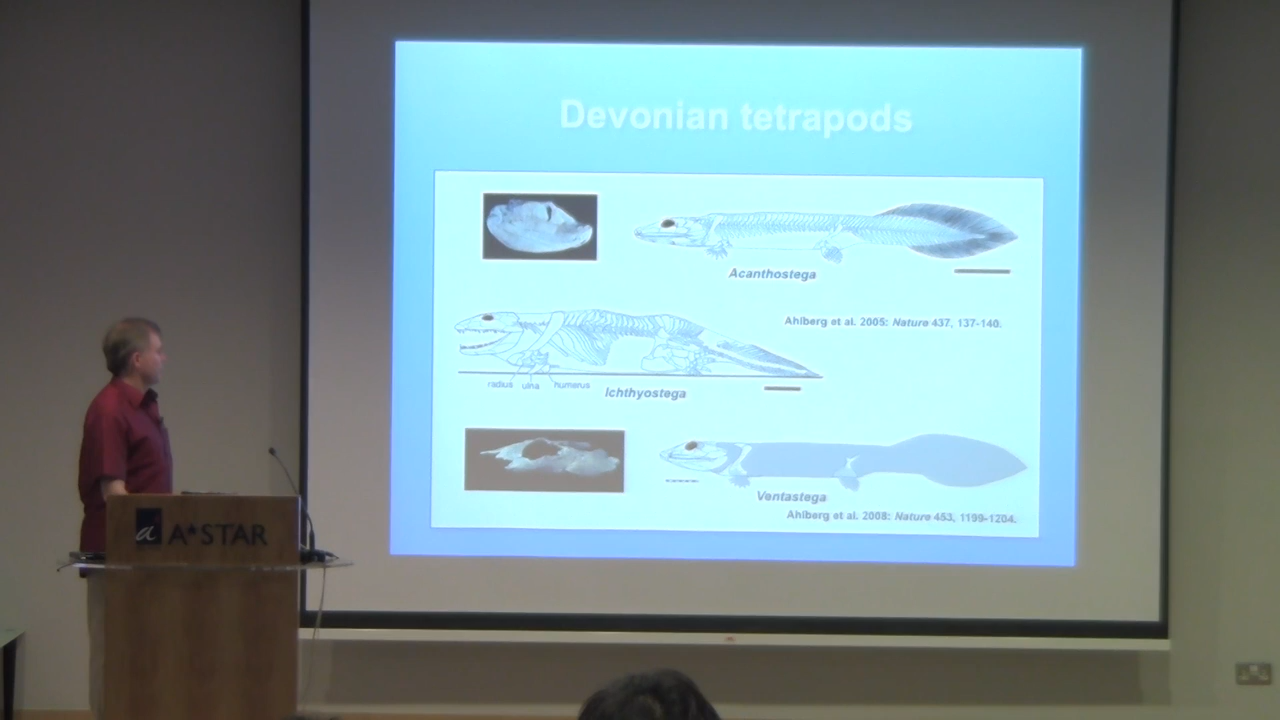 Devonian tetrapods
Acanthostega
Ahlberg et al. 2005: Nature 437, 137-140.
radius ulna humerus
Ichthyostega
Ventastega
Ahlberg et al. 2008: Nature 453, 1199-1204.
a* A*STAR